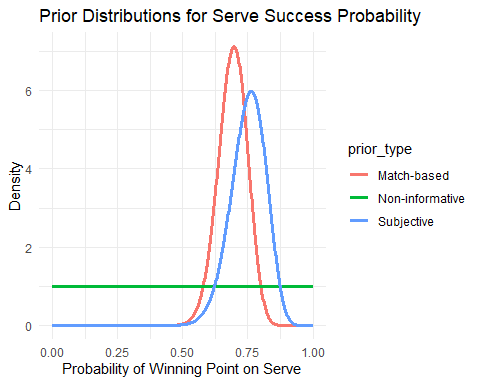 Prior Distributions for Serve Success Probability
6
4
2
0
Density
0.00 0.25 0.50 0.75 1.00
Probability of Winning Point on Serve
prior_type
Match-based
Non-informative
Subjective